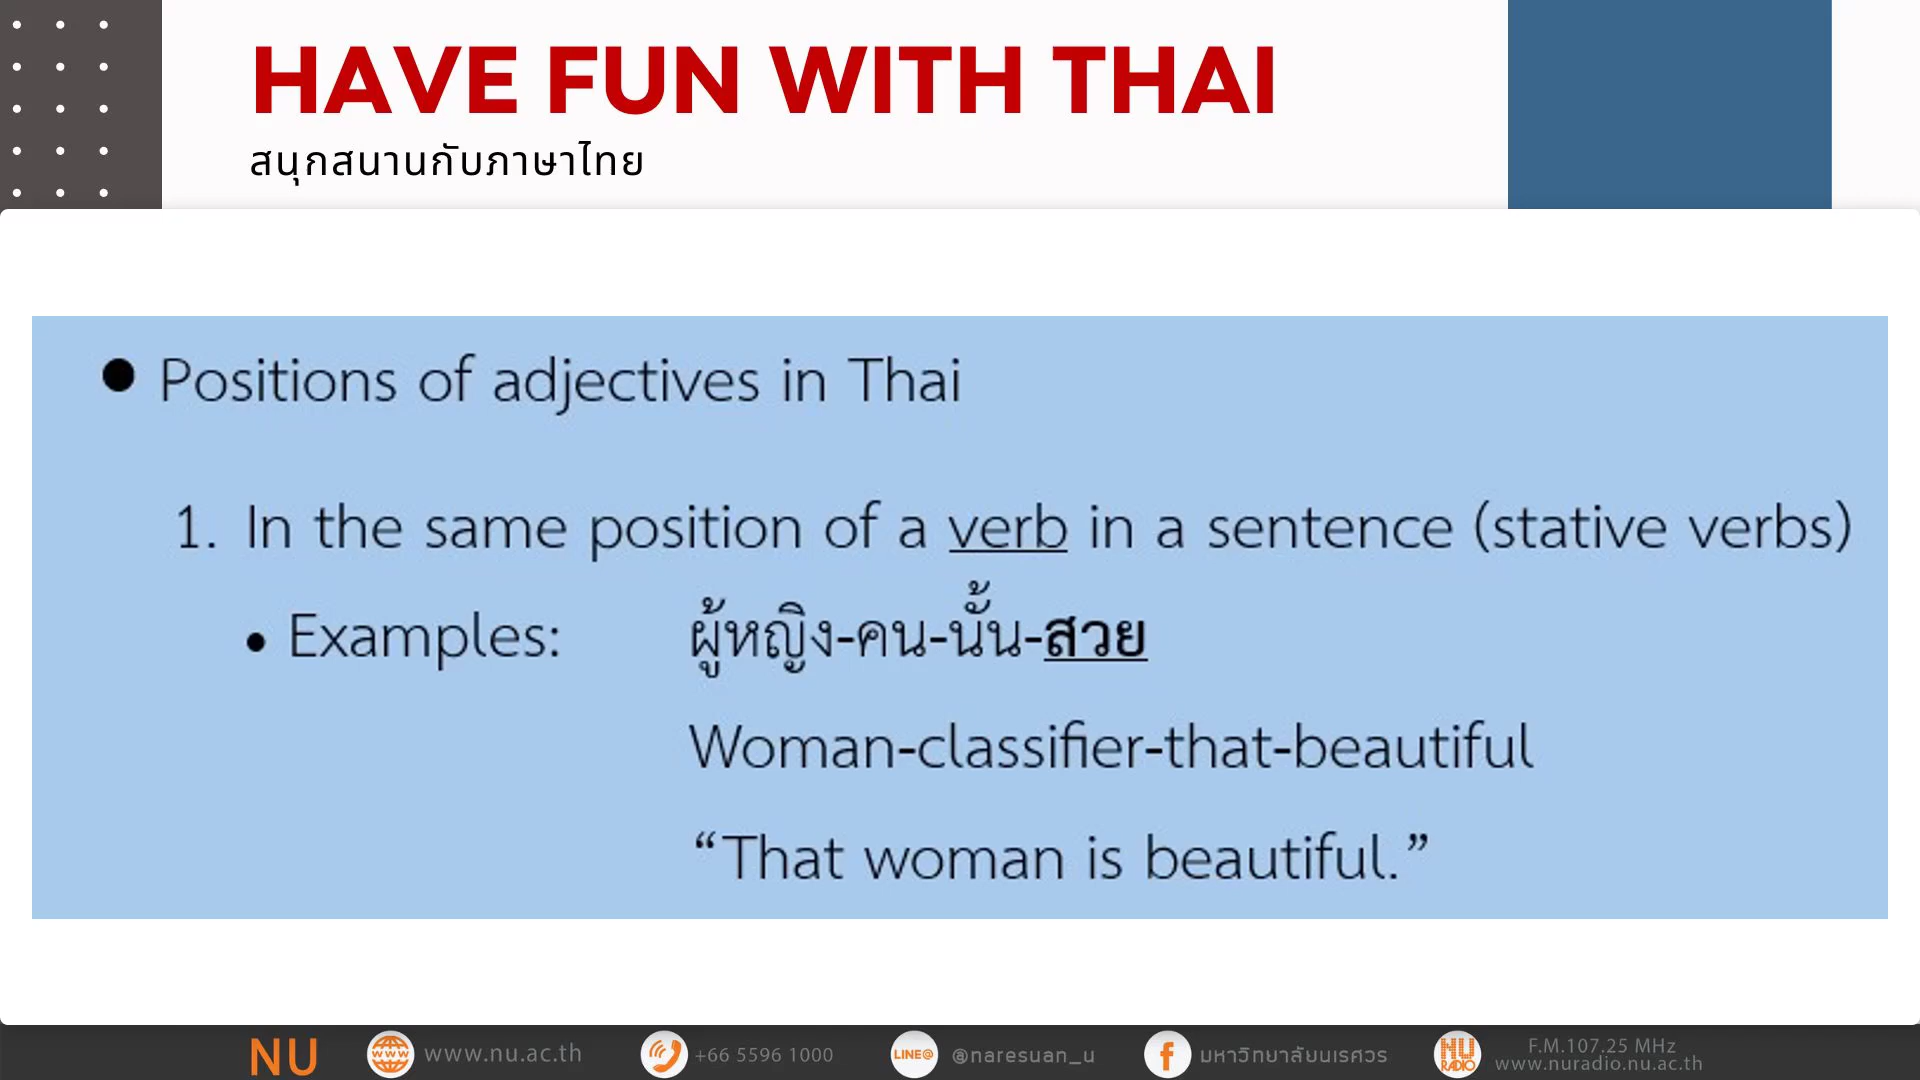 HAVE FUN WITH THAI
สนุกสนานกับภาษาไทย
● Positions of adjectives in Thai
1. In the same position of a verb in a sentence (stative verbs)
• Examples: ผู้หญิง-คน-นั้น-สวย
Woman-classifier-that-beautiful
“That woman is beautiful.”
NU www www.nu.ac.th +66 5596 1000 LINE@ @naresuan_u f มหาวิทยาลัยนเรศวร NU RADIO F.M.107.25 MHz
www.nuradio.nu.ac.th